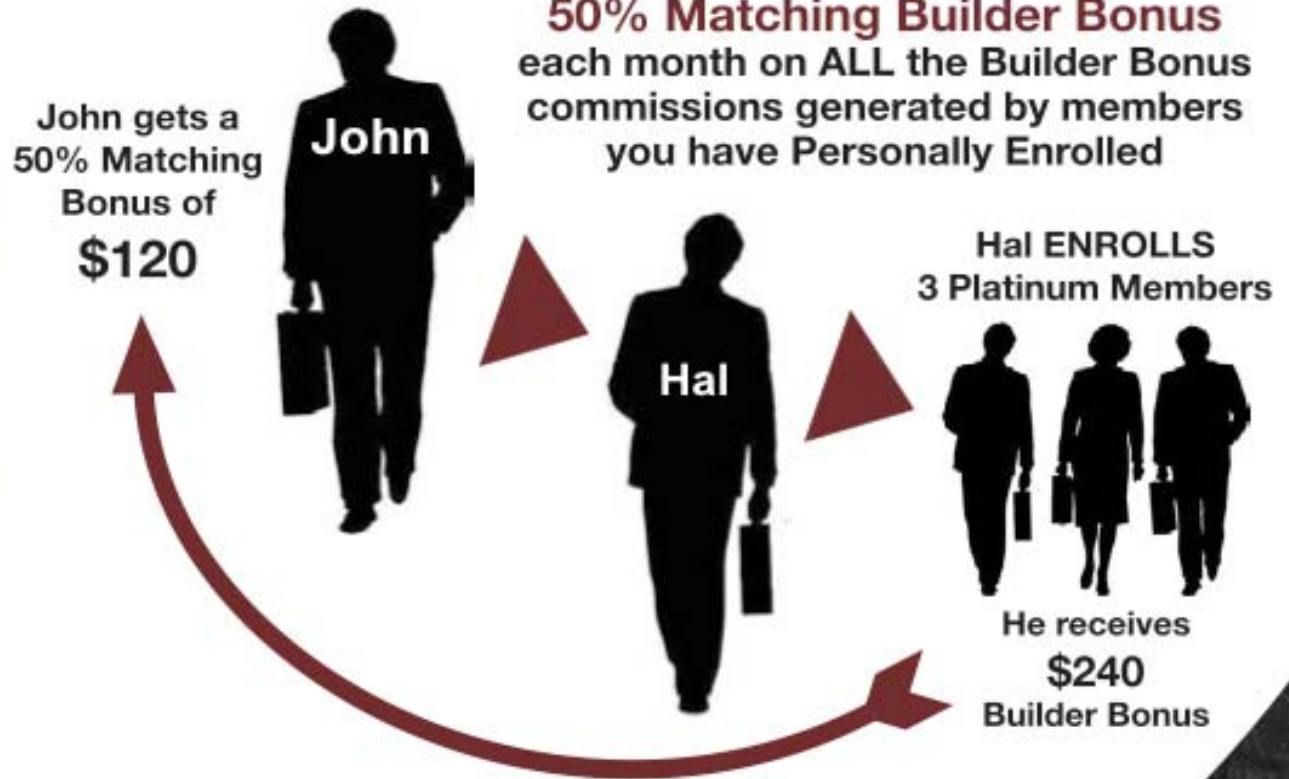 50% Matching Builder Bonus
each month on ALL the Builder Bonus
commissions generated by members
you have Personally Enrolled
John gets a
50% Matching
Bonus of
$120
John
Hal
Hal ENROLLS
3 Platinum Members
He receives
$240
Builder Bonus